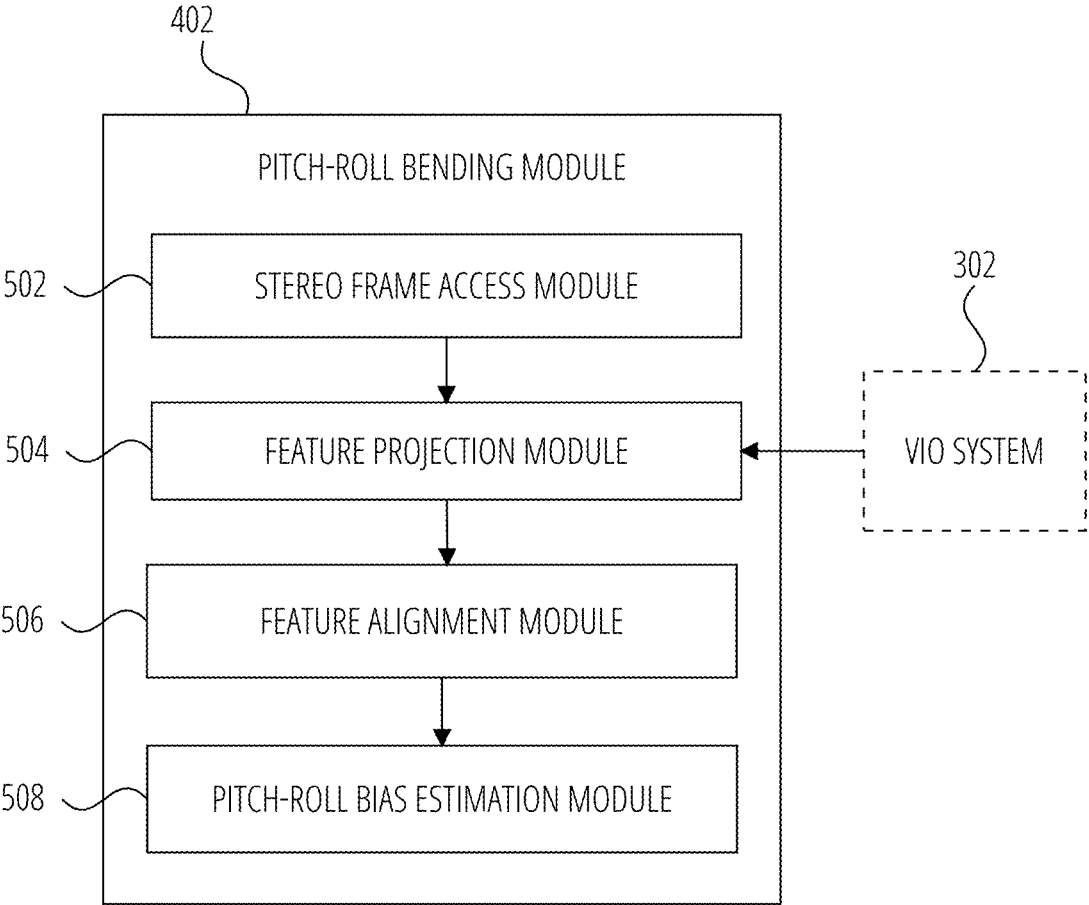 402
PITCH-ROLL BENDING MODULE
502
STEREO FRAME ACCESS MODULE
302
504
FEATURE PROJECTION MODULE
VIO SYSTEM
506
FEATURE ALIGNMENT MODULE
508
PITCH-ROLL BIAS ESTIMATION MODULE